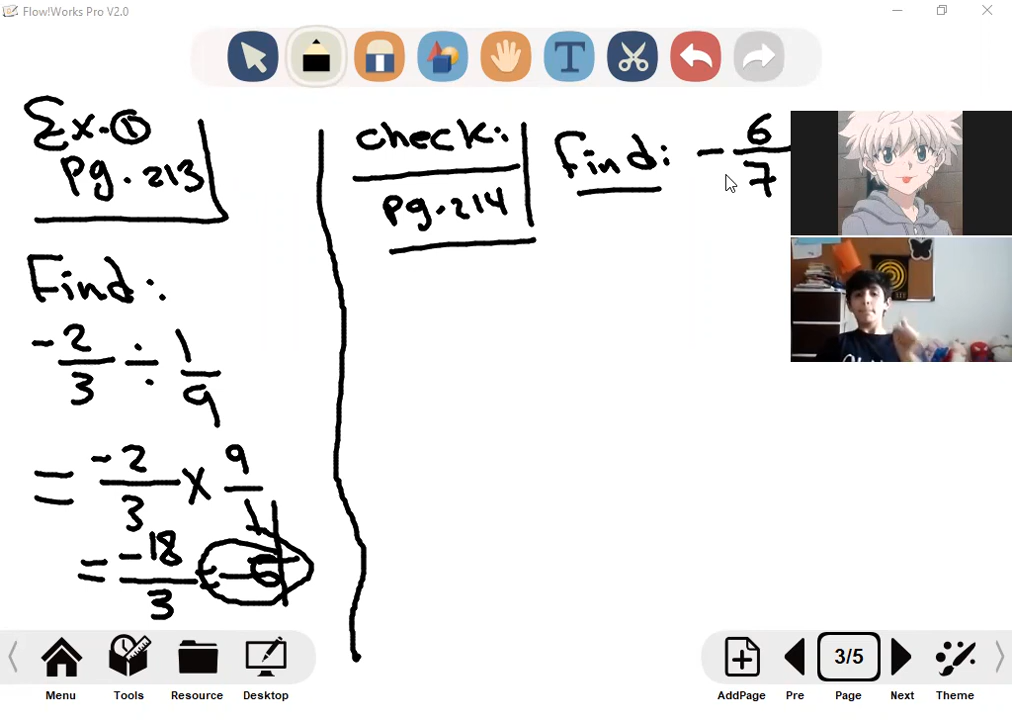 Flow!Works Pro V2.0
Ex-①
Pg.213
Find:
-2/3 ÷ 1/9
= -2/3 × 9/1
= -18/3 = -6
check:
pg.214
Find: - 6/7
Menu
Tools
Resource
Desktop
AddPage
Pre
3/5
Page
Next
Theme